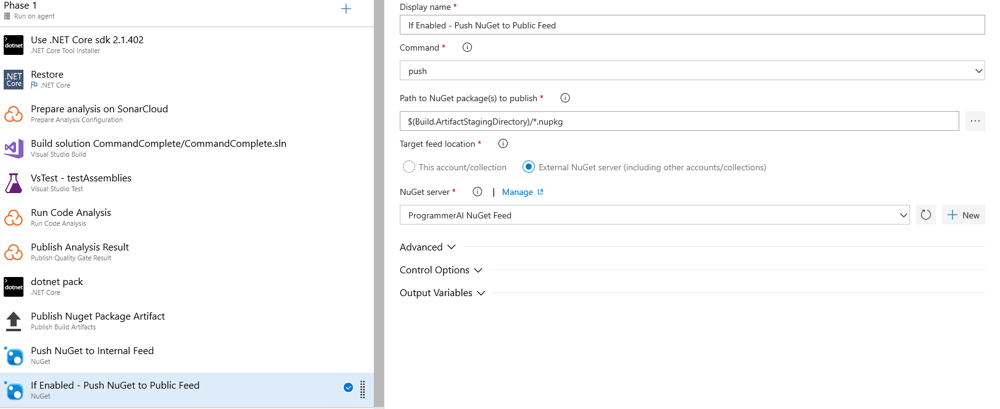 Phase 1
Run on agent
dotnet
Use .NET Core sdk 2.1.402
.NET Core Tool Installer
.NET
Core
Restore
.NET Core
Prepare analysis on SonarCloud
Prepare Analysis Configuration
Build solution CommandComplete/CommandComplete.sln
Visual Studio Build
VsTest - testAssemblies
Visual Studio Test
Run Code Analysis
Run Code Analysis
Publish Analysis Result
Publish Quality Gate Result
dotnet
dotnet pack
.NET Core
Publish Nuget Package Artifact
Publish Build Artifacts
Push NuGet to Internal Feed
NuGet
If Enabled - Push NuGet to Public Feed
NuGet
Display name *
If Enabled - Push NuGet to Public Feed
Command *
push
Path to NuGet package(s) to publish *
$(Build.ArtifactStagingDirectory)/*.nupkg
...
Target feed location *
This account/collection
External NuGet server (including other accounts/collections)
NuGet server * | Manage
ProgrammerAl NuGet Feed
New
Advanced
Control Options
Output Variables